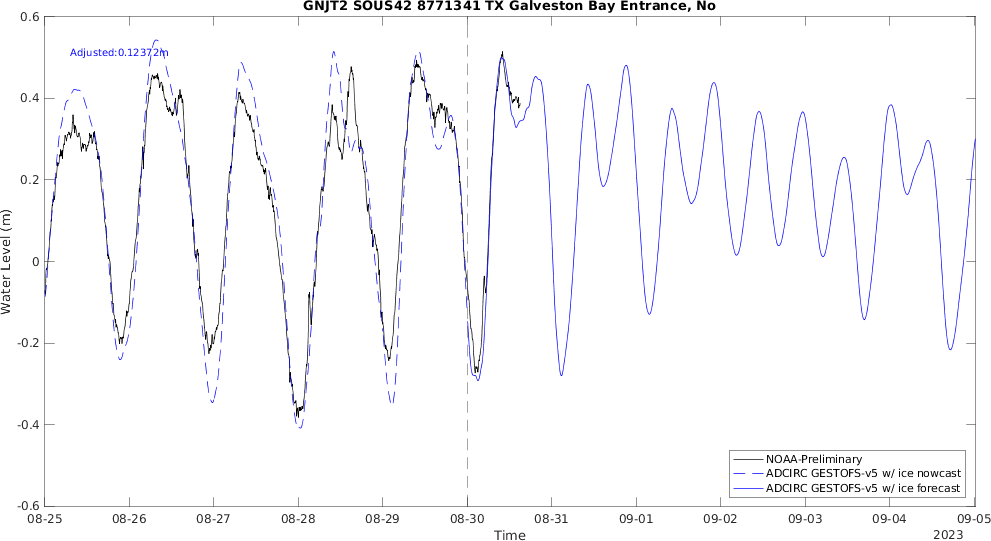 GNJT2 SOUS42 8771341 TX Galveston Bay Entrance, No
Adjusted:0.12372m
0.6
0.4
0.2
0
-0.2
-0.4
-0.6
Water Level (m)
NOAA-Preliminary
ADCIRC GESTOFS-v5 w/ ice nowcast
ADCIRC GESTOFS-v5 w/ ice forecast
08-25 08-26 08-27 08-28 08-29 08-30 08-31 09-01 09-02 09-03 09-04 09-05
Time
2023